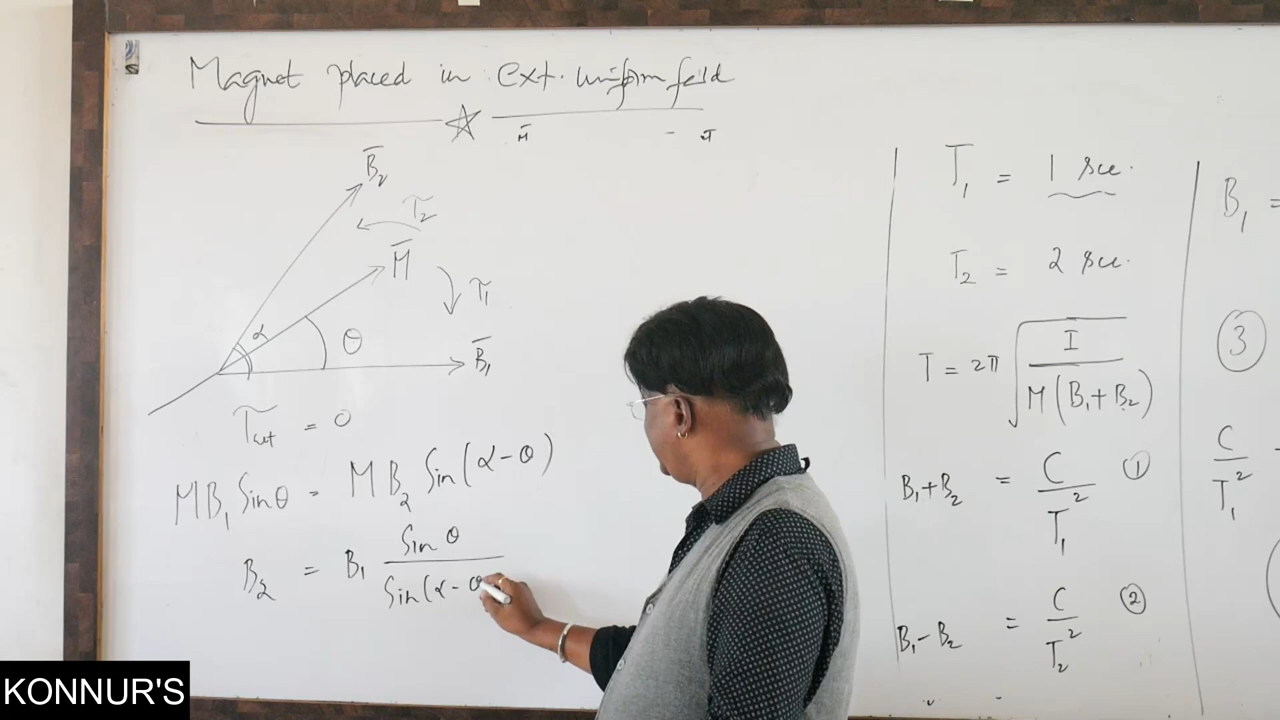 Magnet placed in ext. uniform field
M̄
B̄₂
τ₂
M̄
τ₁
α
θ
B̄₁
τnet = 0
MB₁ Sinθ = MB₂ Sin(α-θ)
B₂ = B₁ Sin θ / Sin(α-θ
T₁ = 1 sec.
T₂ = 2 sec.
T = 2π √(I / M(B₁+B₂))
B₁+B₂ = C / T₁² ①
B₁-B₂ = C / T₂² ②
B₁ =
③
C / T₁²
KONNUR'S